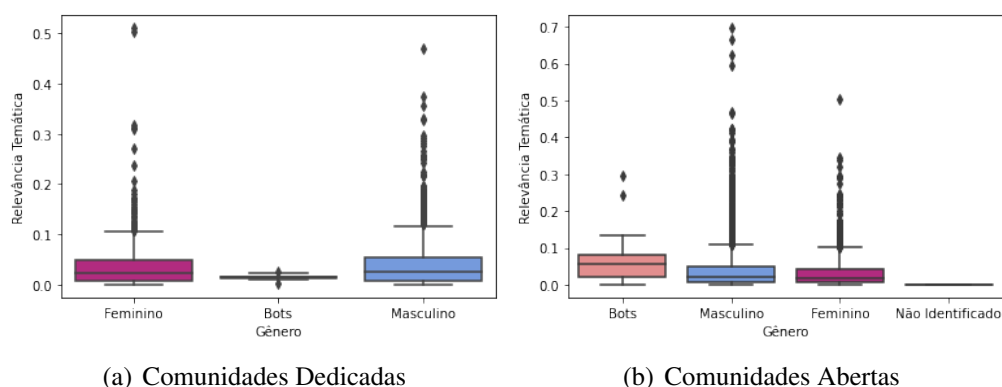 0.5
0.4
0.3
0.2
0.1
0.0
Relevância Temática
Feminino Bots Masculino
Gênero
(a) Comunidades Dedicadas
0.7
0.6
0.5
0.4
0.3
0.2
0.1
0.0
Relevância Temática
Bots Masculino Feminino Não Identificado
Gênero
(b) Comunidades Abertas